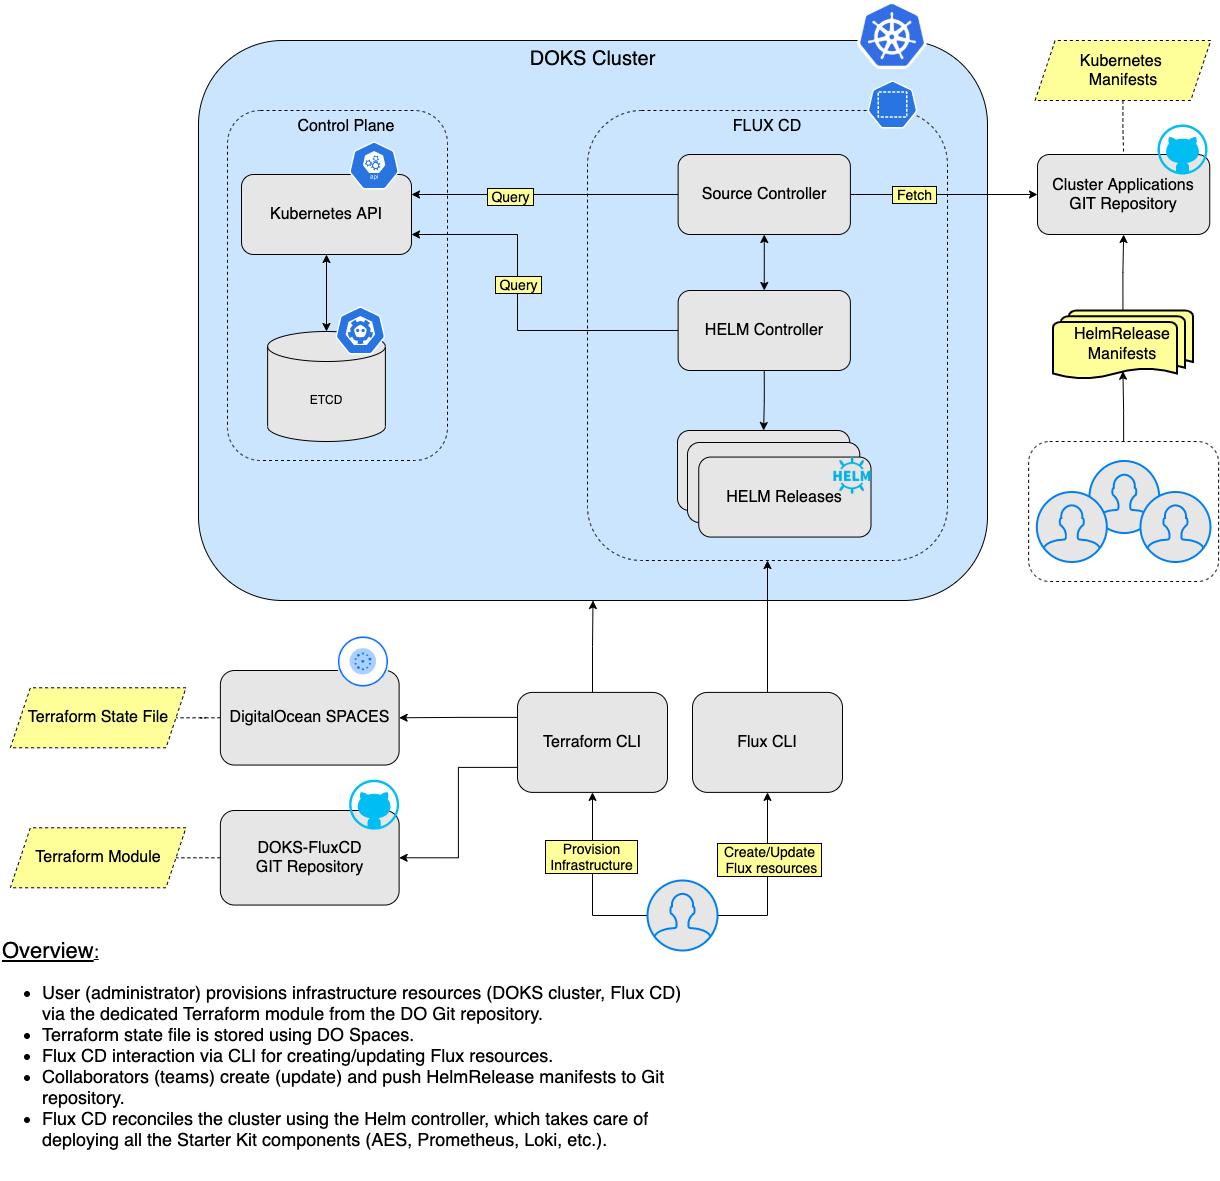 DOKS Cluster
Kubernetes
Manifests
Control Plane
FLUX CD
api
Kubernetes API
Query
Source Controller
Fetch
Cluster Applications
GIT Repository
Query
HELM Controller
HelmRelease
Manifests
ETCD
HELM
HELM Releases
Terraform State File
DigitalOcean SPACES
Terraform CLI
Flux CLI
Terraform Module
DOKS-FluxCD
GIT Repository
Provision
Infrastructure
Create/Update
Flux resources
Overview:
• User (administrator) provisions infrastructure resources (DOKS cluster, Flux CD)
via the dedicated Terraform module from the DO Git repository.
• Terraform state file is stored using DO Spaces.
• Flux CD interaction via CLI for creating/updating Flux resources.
• Collaborators (teams) create (update) and push HelmRelease manifests to Git
repository.
• Flux CD reconciles the cluster using the Helm controller, which takes care of
deploying all the Starter Kit components (AES, Prometheus, Loki, etc.).